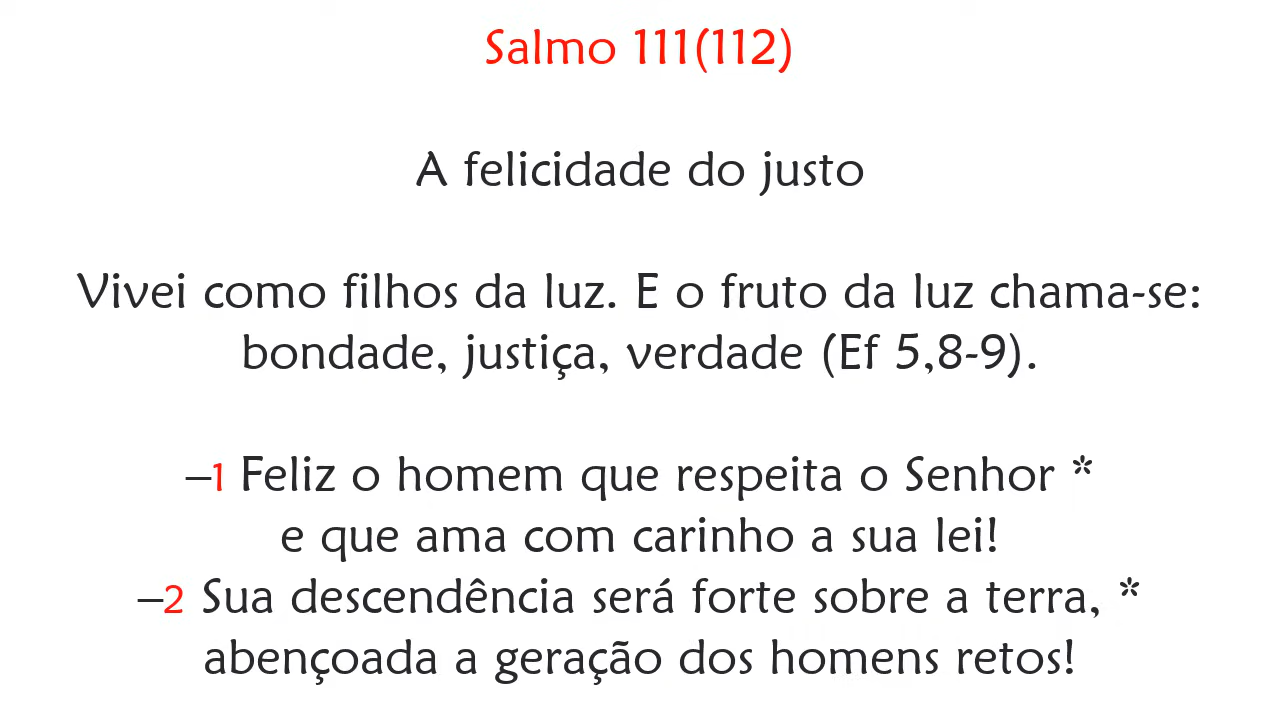 Salmo 111(112)
A felicidade do justo
Vivei como filhos da luz. E o fruto da luz chama-se:
bondade, justiça, verdade (Ef 5,8-9).
–1 Feliz o homem que respeita o Senhor *
e que ama com carinho a sua lei!
–2 Sua descendência será forte sobre a terra, *
abençoada a geração dos homens retos!